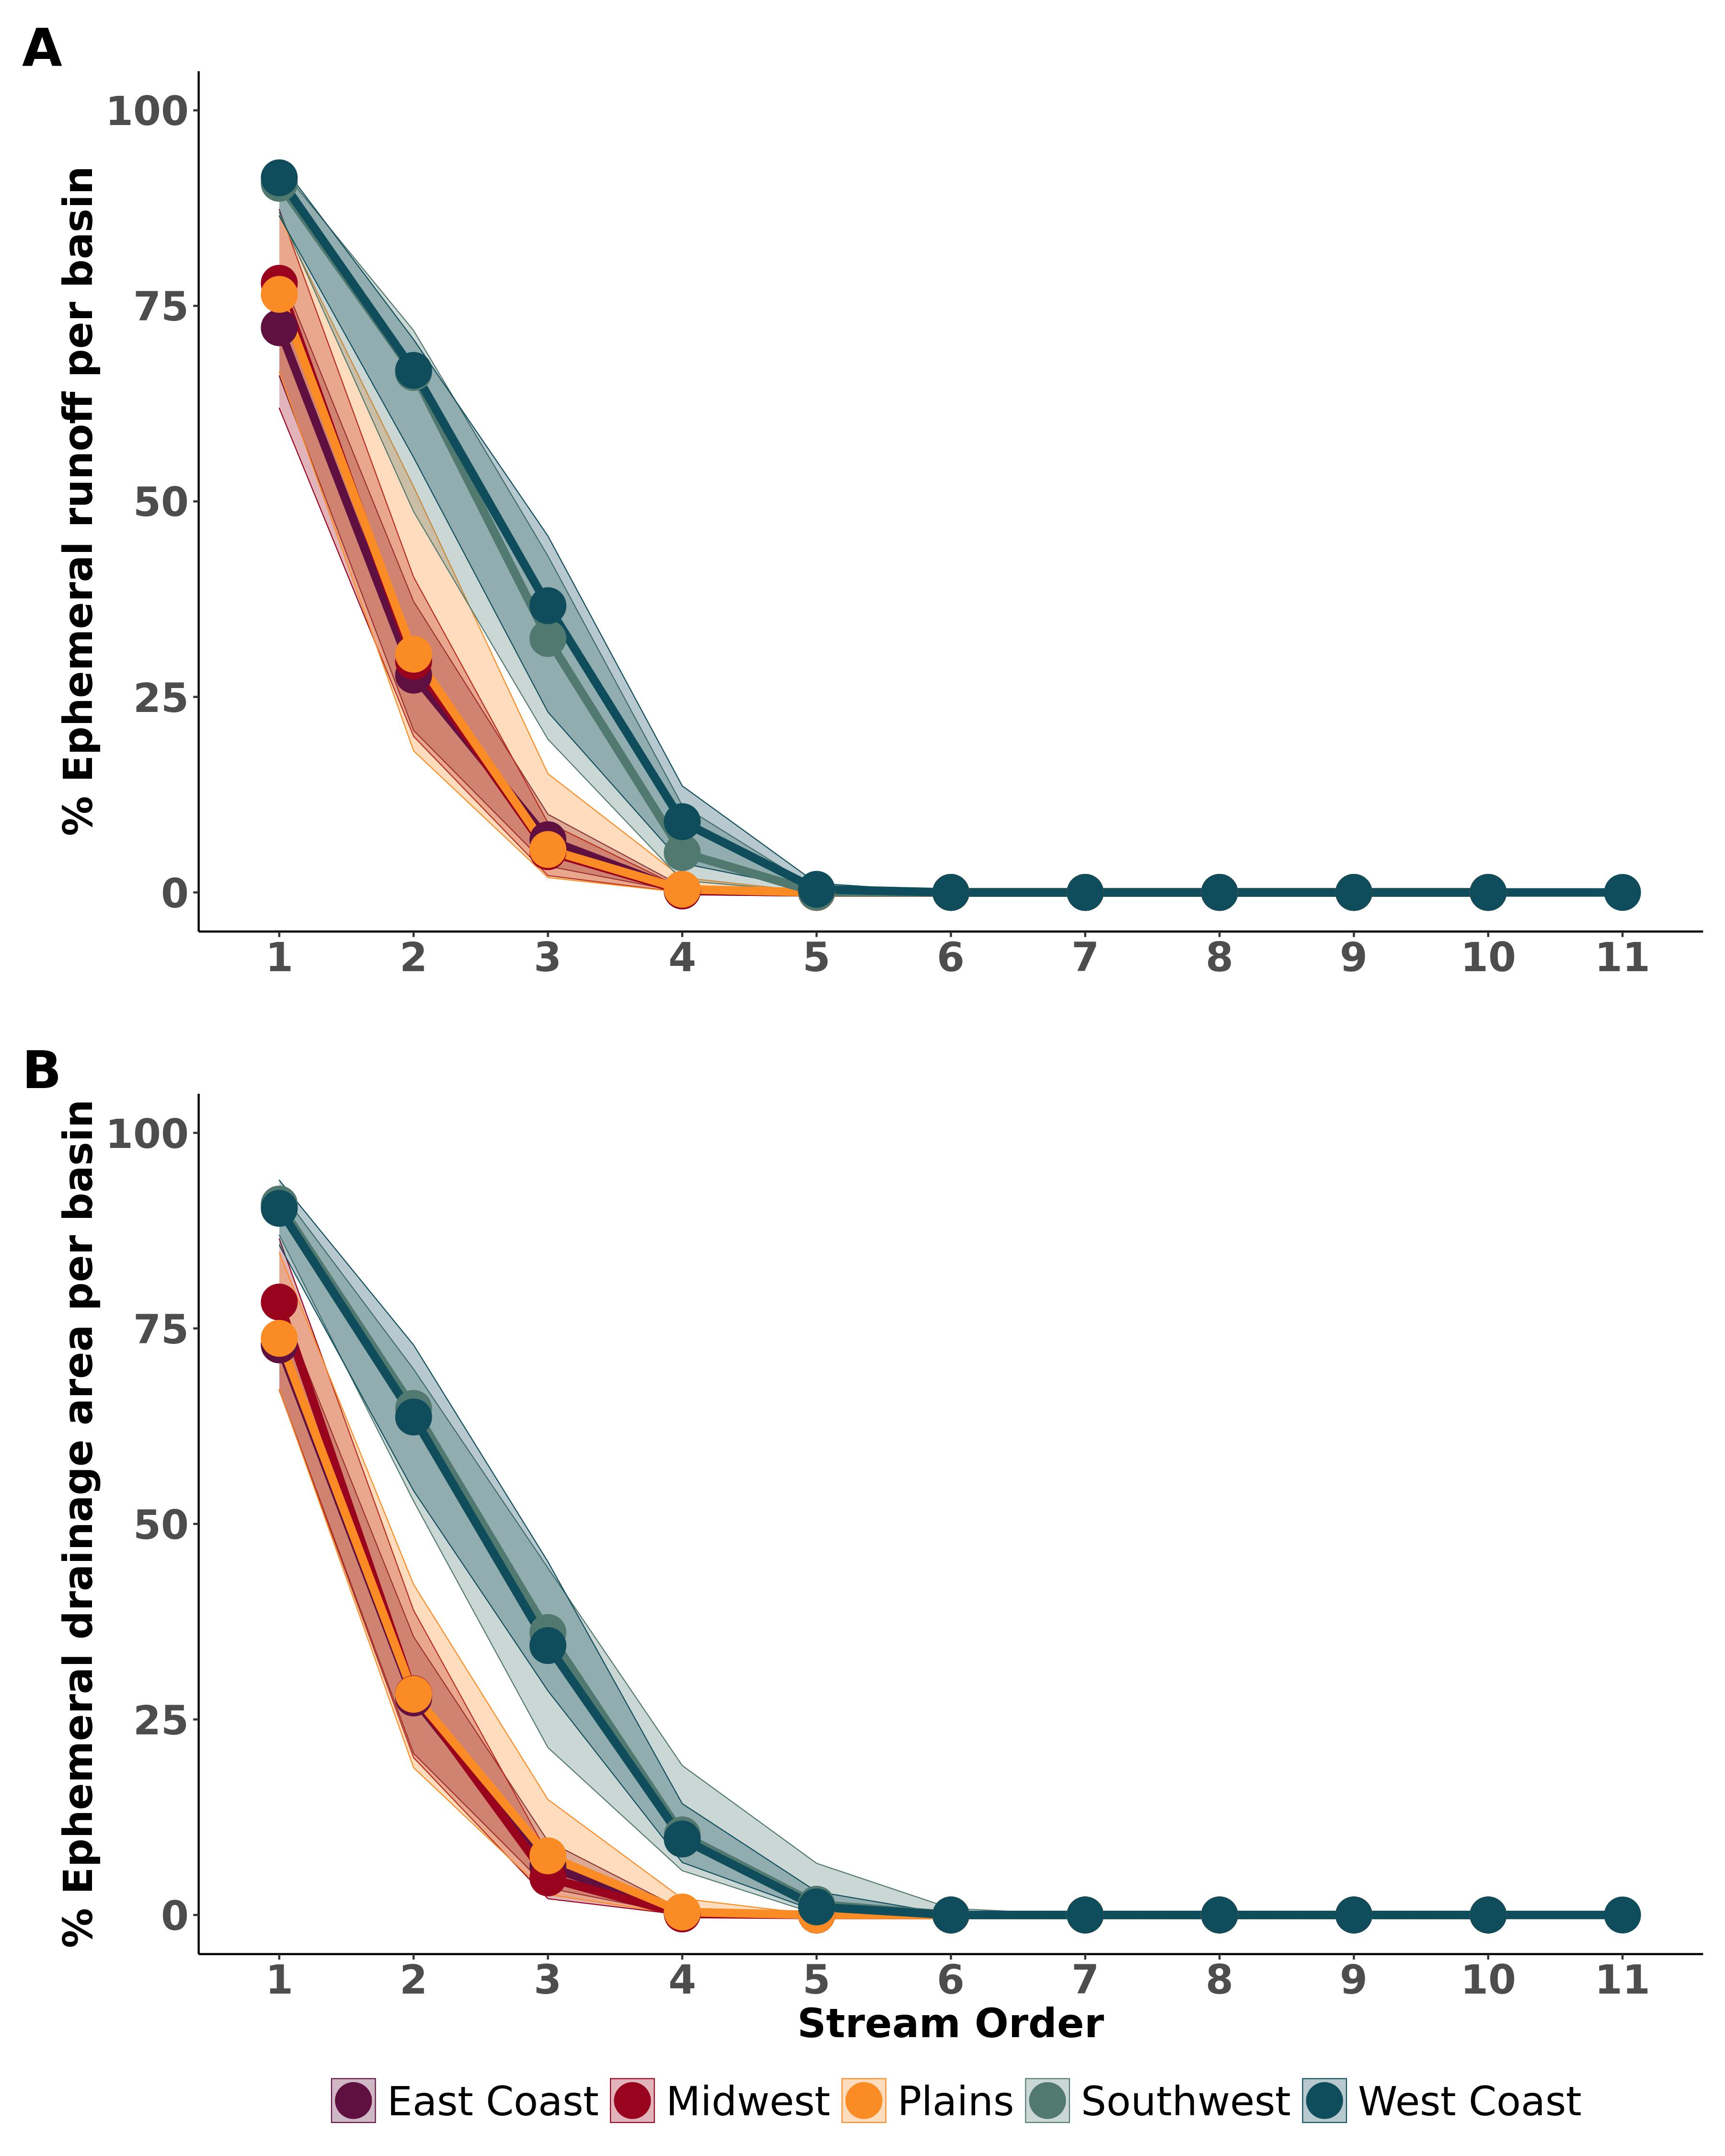 A
% Ephemeral runoff per basin
100
75
50
25
0
1 2 3 4 5 6 7 8 9 10 11
B
% Ephemeral drainage area per basin
100
75
50
25
0
1 2 3 4 5 6 7 8 9 10 11
Stream Order
East Coast Midwest Plains Southwest West Coast